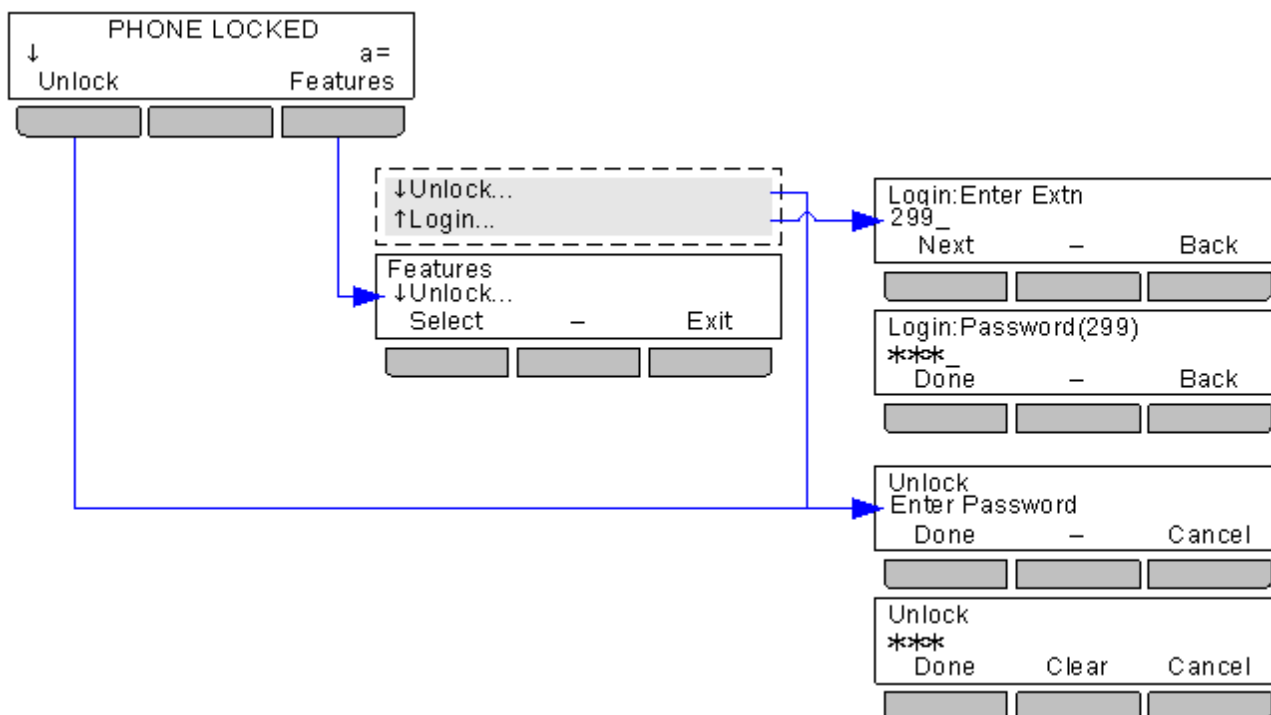 PHONE LOCKED
↓ a=
Unlock Features
↓Unlock...
↑Login...
Features
↓Unlock...
Select – Exit
Login:Enter Extn
299_
Next – Back
Login:Password(299)
***_
Done – Back
Unlock
Enter Password
Done – Cancel
Unlock
***
Done Clear Cancel